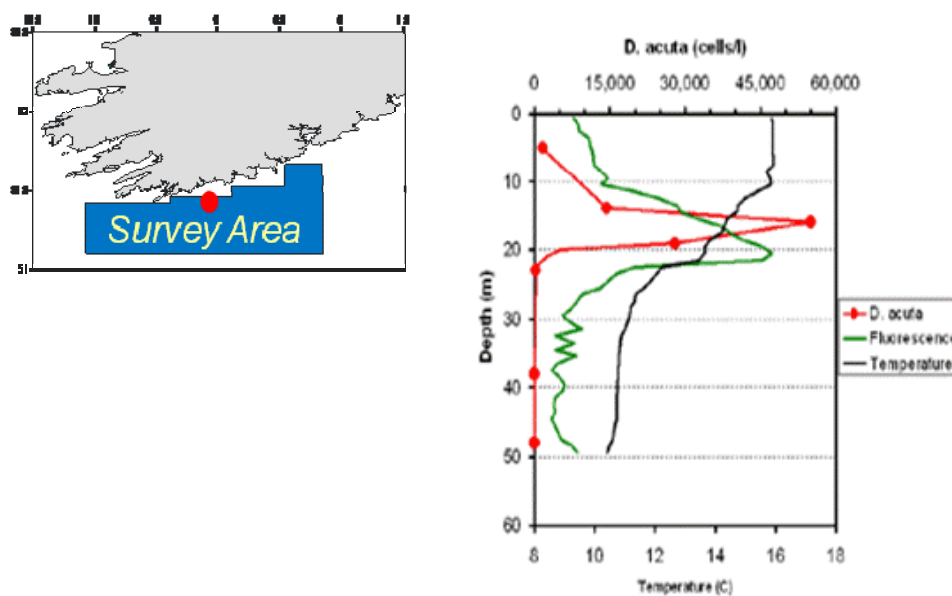 Survey Area
D. acuta (cells/l)
0 15,000 30,000 45,000 60,000
0
10
20
30
40
50
60
Depth (m)
8 10 12 14 16 18
Temperature (C)
D. acuta
Fluorescence
Temperature